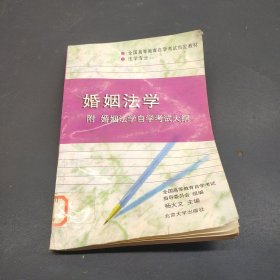 全国高等教育自学考试指定教材
法学专业
婚姻法学
附 婚姻法学自学考试大纲
全国高等教育自学考试
指导委员会 组编
杨大文 主编
北京大学出版社